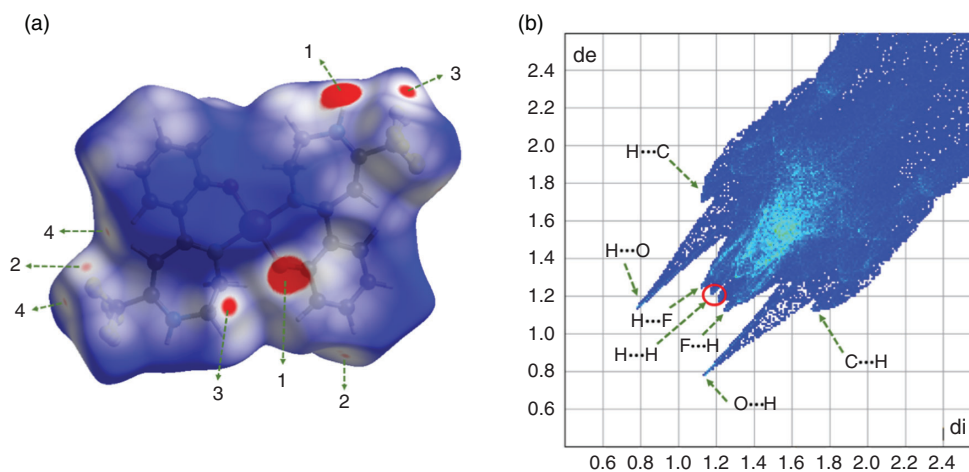 (a)
1
3
4
2
4
3
1
2
(b)
de
2.4
2.2
2.0
1.8
1.6
1.4
1.2
1.0
0.8
0.6
H•••C
H•••O
H•••F
H•••H
F•••H
C•••H
O•••H
di
0.6 0.8 1.0 1.2 1.4 1.6 1.8 2.0 2.2 2.4